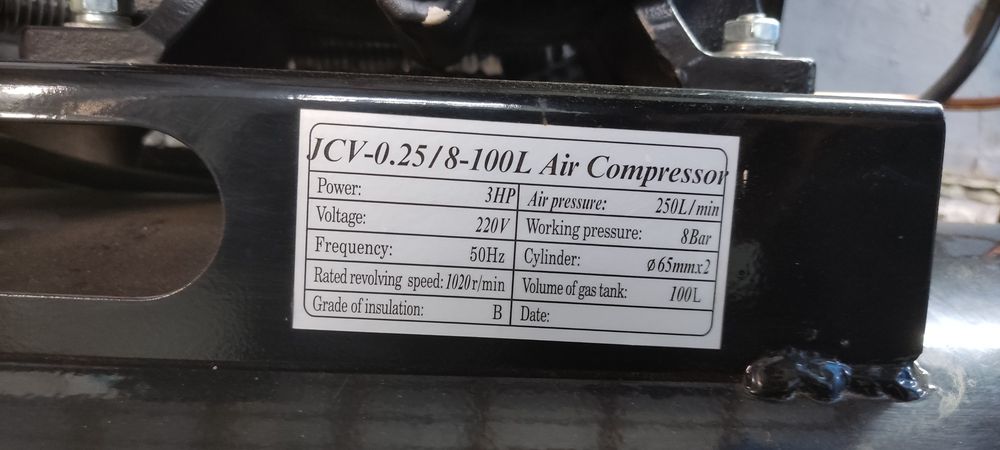 JCV-0.25/8-100L Air Compressor
Power: 3HP Air pressure: 250L/min
Voltage: 220V Working pressure: 8Bar
Frequency: 50Hz Cylinder: ϕ65mmx2
Rated revolving speed: 1020r/min Volume of gas tank: 100L
Grade of insulation: B Date: